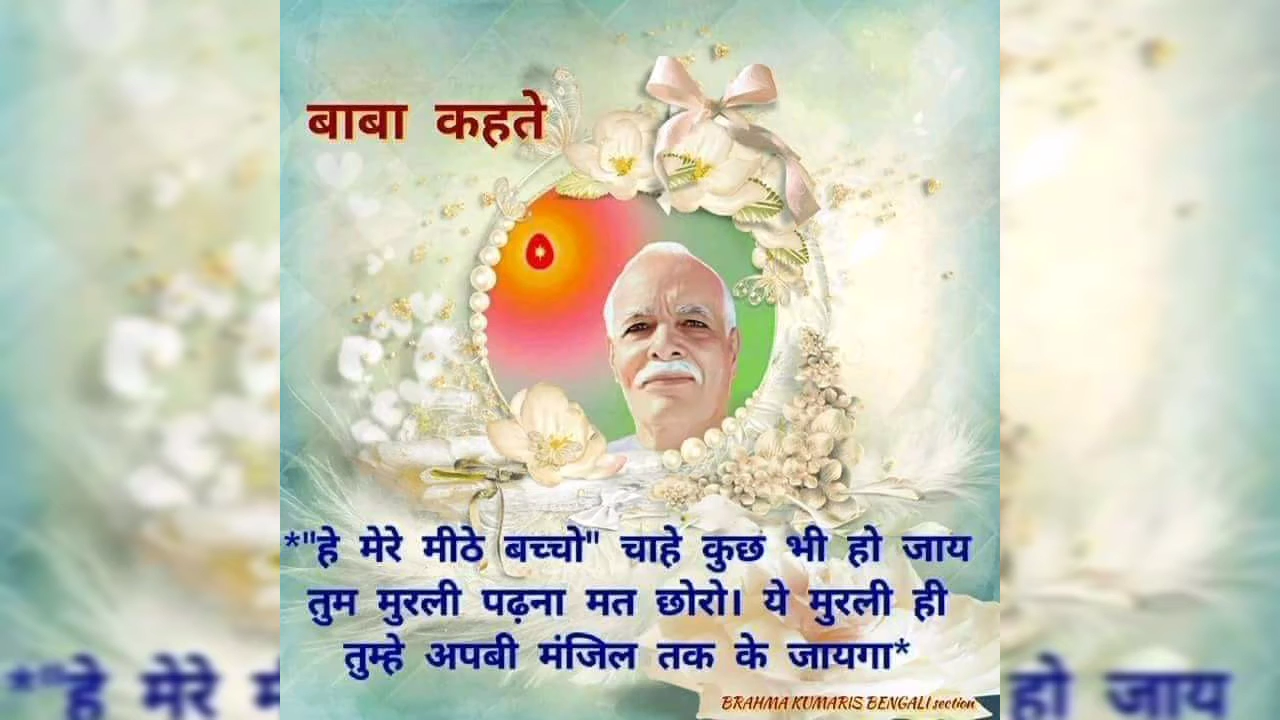 बाबा कहते
*"हे मेरे मीठे बच्चो" चाहे कुछ भी हो जाय
तुम मुरली पढ़ना मत छोरो। ये मुरली ही
तुम्हे अपबी मंजिल तक के जायगा*
BRAHMA KUMARIS BENGALI section